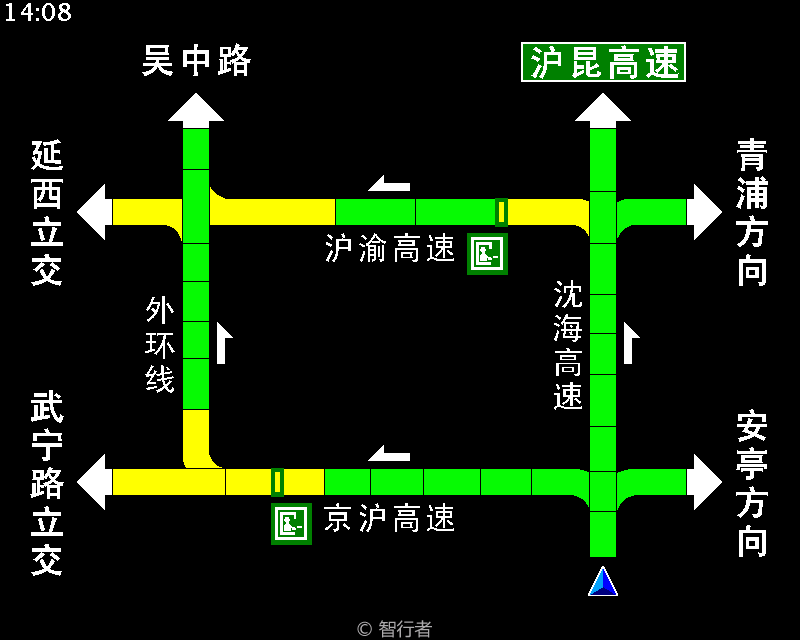 14:08
吴中路
沪昆高速
延西立交
青浦方向
沪渝高速
外环线
沈海高速
武宁路立交
安亭方向
京沪高速
© 智行者